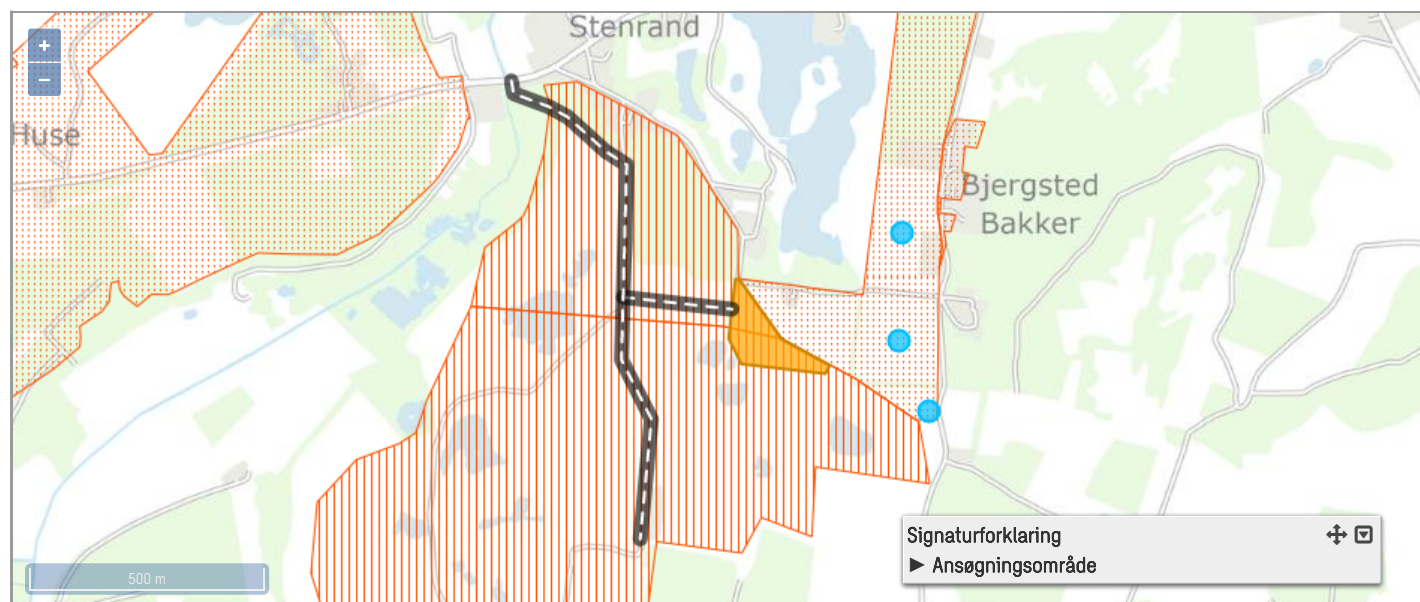 Stenrand
+
−
Huse
Bjergsted
Bakker
Signaturforklaring
► Ansøgningsområde
500 m